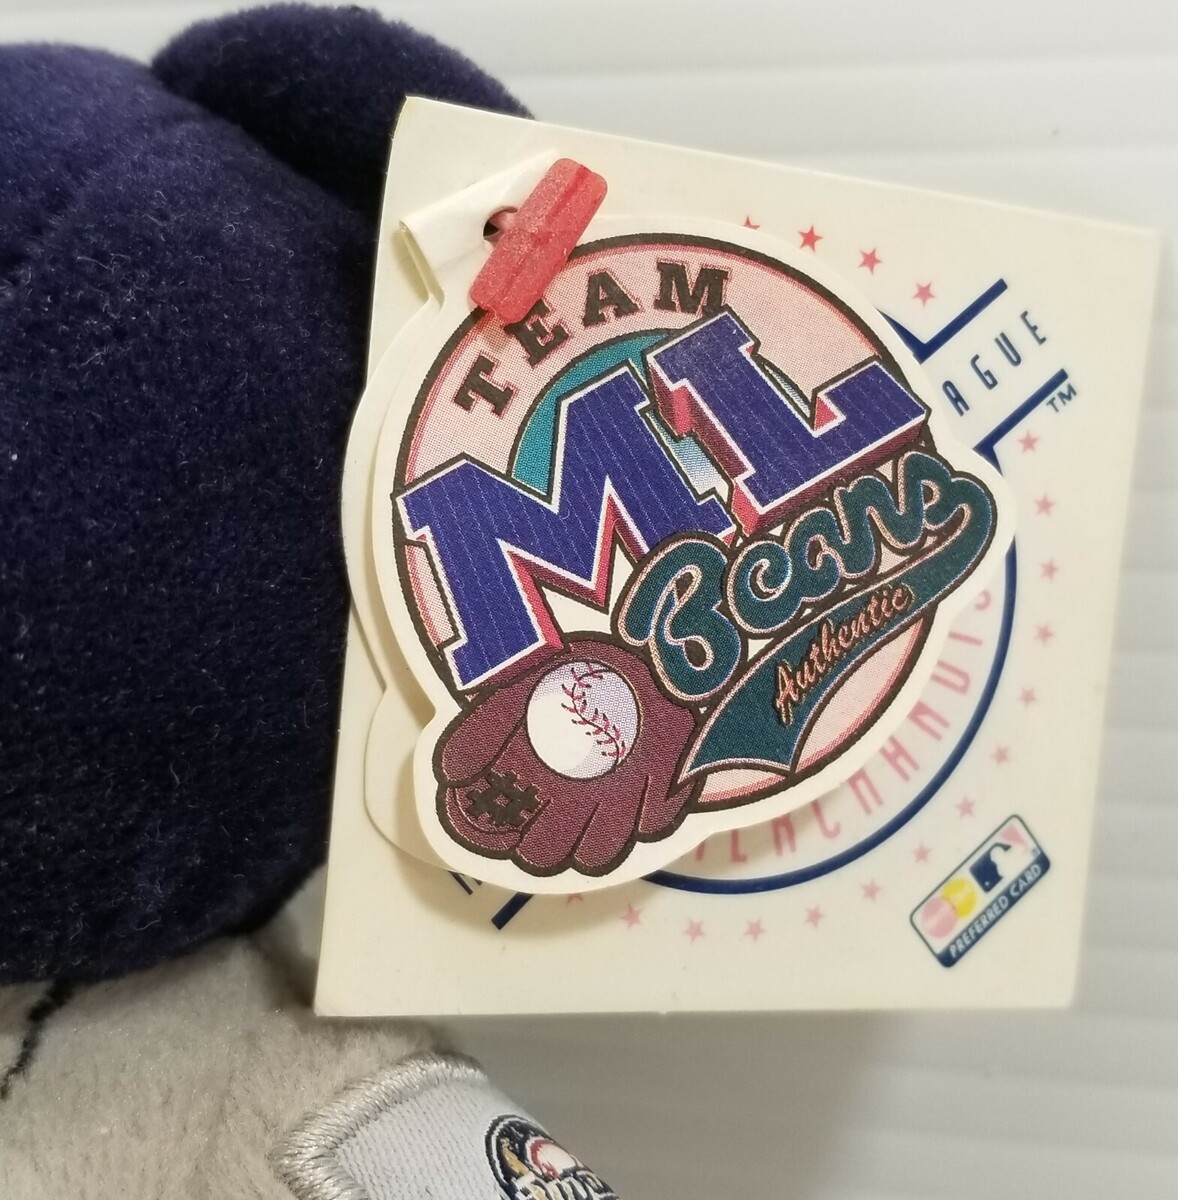 TEAM
ML
Beans
Authentic
AGUE
TM
PREFERRED CARD